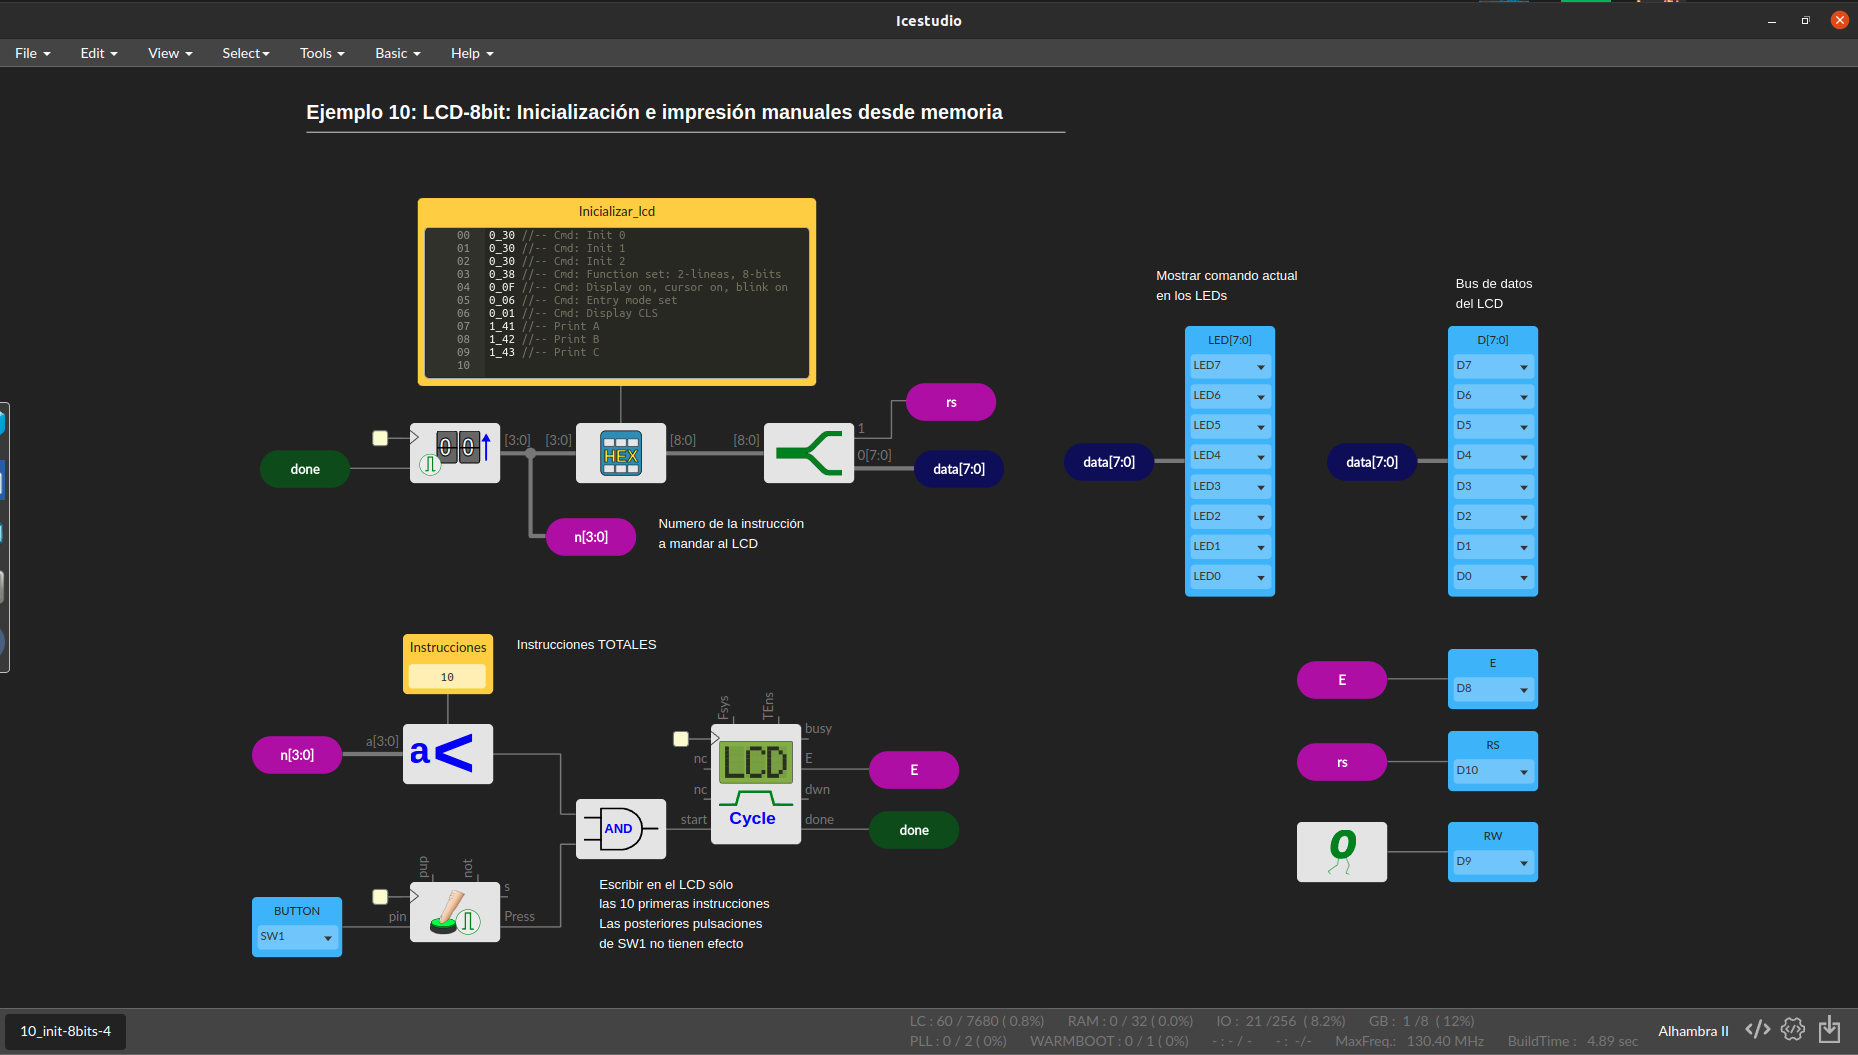 Icestudio
File
Edit
View
Select
Tools
Basic
Help
Ejemplo 10: LCD-8bit: Inicialización e impresión manuales desde memoria
Inicializar_lcd
00 0_30 //-- Cmd: Init 0
01 0_30 //-- Cmd: Init 1
02 0_30 //-- Cmd: Init 2
03 0_38 //-- Cmd: Function set: 2-lineas, 8-bits
04 0_0F //-- Cmd: Display on, cursor on, blink on
05 0_06 //-- Cmd: Entry mode set
06 0_01 //-- Cmd: Display CLS
07 1_41 //-- Print A
08 1_42 //-- Print B
09 1_43 //-- Print C
10
done
00
[3:0]
[3:0]
HEX
[8:0]
[8:0]
1
0[7:0]
rs
data[7:0]
n[3:0]
Numero de la instrucción
a mandar al LCD
Mostrar comando actual
en los LEDs
data[7:0]
LED[7:0]
LED7
LED6
LED5
LED4
LED3
LED2
LED1
LED0
Bus de datos
del LCD
data[7:0]
D[7:0]
D7
D6
D5
D4
D3
D2
D1
D0
Instrucciones
10
Instrucciones TOTALES
n[3:0]
a[3:0]
a<
AND
BUTTON
SW1
pin
pup
not
s
Press
Fsys
TEns
nc
nc
start
LCD
Cycle
busy
E
dwn
done
E
done
Escribir en el LCD sólo
las 10 primeras instrucciones
Las posteriores pulsaciones
de SW1 no tienen efecto
E
E
D8
rs
RS
D10
0
RW
D9
10_init-8bits-4
LC : 60 / 7680 ( 0.8%) RAM : 0 / 32 ( 0.0%) IO : 21 /256 ( 8.2%) GB : 1 /8 ( 12%)
PLL : 0 / 2 ( 0%) WARMBOOT : 0 / 1 ( 0%) - : - / - - : -/- MaxFreq.: 130.40 MHz BuildTime : 4.89 sec
Alhambra II